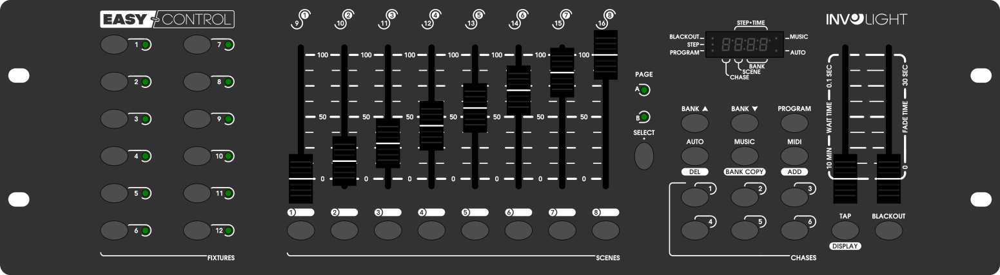 EASY CONTROL
1 7
2 8
3 9
4 10
5 11
6 12
FIXTURES
1 2 3 4 5 6 7 8
9 10 11 12 13 14 15 16
100 100 100 100 100 100 100
50 50 50 50 50 50 50
0 0 0 0 0 0 0
1 2 3 4 5 6 7 8
SCENES
PAGE
A
B
SELECT
STEP•TIME
BLACKOUT
STEP
PROGRAM
MUSIC
AUTO
BANK
SCENE
CHASE
BANK ▲ BANK ▼ PROGRAM
AUTO MUSIC MIDI
DEL BANK COPY ADD
1 2 3
4 5 6
CHASES
INVOLIGHT
10 MIN WAIT TIME 0.1 SEC
0 FADE TIME 30 SEC
TAP BLACKOUT
DISPLAY